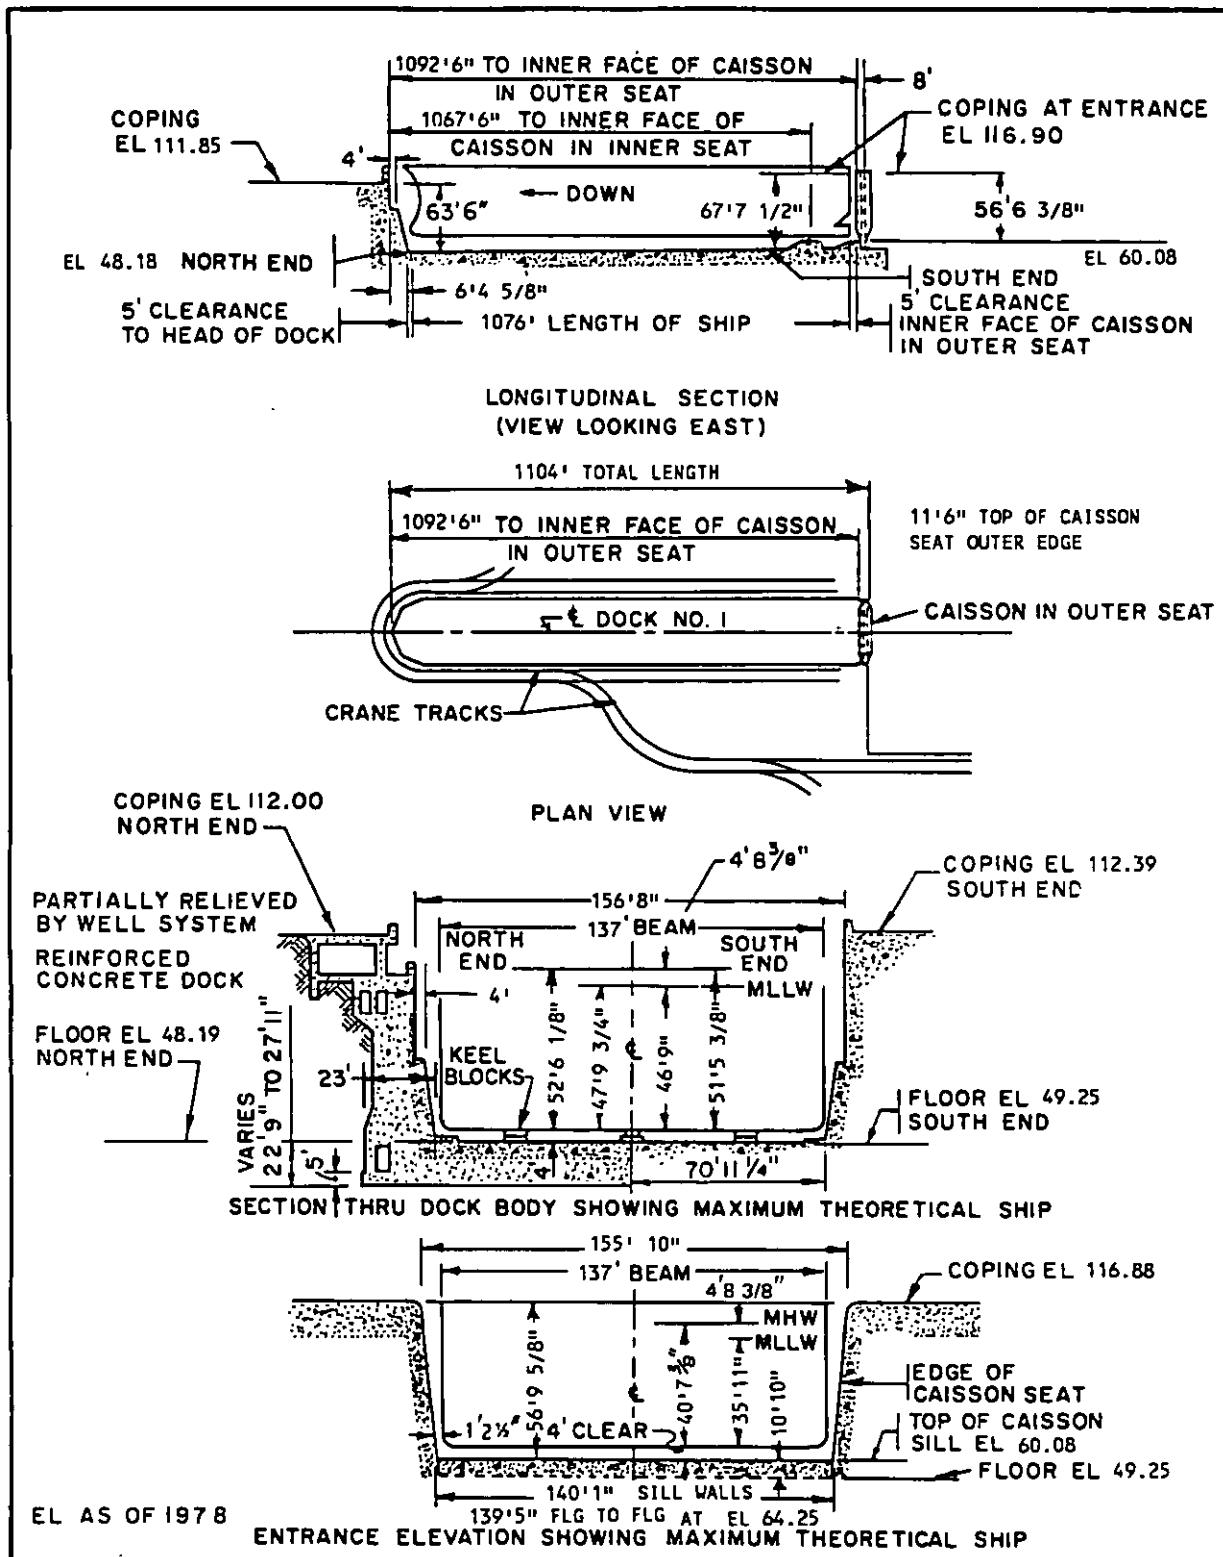 1092'6" TO INNER FACE OF CAISSON
IN OUTER SEAT
8'
COPING
EL 111.85
1067'6" TO INNER FACE OF
CAISSON IN INNER SEAT
COPING AT ENTRANCE
EL 116.90
4'
DOWN
63'6"
67'7 1/2"
56'6 3/8"
EL 48.18 NORTH END
EL 60.08
6'4 5/8"
SOUTH END
5' CLEARANCE
TO HEAD OF DOCK
1076' LENGTH OF SHIP
5' CLEARANCE
INNER FACE OF CAISSON
IN OUTER SEAT
LONGITUDINAL SECTION
(VIEW LOOKING EAST)
1104' TOTAL LENGTH
1092'6" TO INNER FACE OF CAISSON
IN OUTER SEAT
11'6" TOP OF CAISSON
SEAT OUTER EDGE
℄ DOCK NO. 1
CAISSON IN OUTER SEAT
CRANE TRACKS
PLAN VIEW
COPING EL 112.00
NORTH END
4'8 3/8"
COPING EL 112.39
SOUTH END
PARTIALLY RELIEVED
BY WELL SYSTEM
REINFORCED
CONCRETE DOCK
156'8"
137' BEAM
NORTH
END
SOUTH
END
MLLW
4'
FLOOR EL 48.19
NORTH END
VARIES
22'9" TO 27'11"
23'
KEEL
BLOCKS
52'6 1/8"
47'9 3/4"
℄
46'9"
51'5 3/8"
FLOOR EL 49.25
SOUTH END
5'
4'
70'11 1/4"
SECTION THRU DOCK BODY SHOWING MAXIMUM THEORETICAL SHIP
155' 10"
137' BEAM
4'8 3/8"
COPING EL 116.88
MHW
MLLW
56'9 5/8"
℄
40'7 3/8"
35'11"
10'10"
EDGE OF
CAISSON SEAT
1'2½"
4' CLEAR
TOP OF CAISSON
SILL EL 60.08
FLOOR EL 49.25
140'1" SILL WALLS
139'5" FLG TO FLG AT EL 64.25
EL AS OF 1978
ENTRANCE ELEVATION SHOWING MAXIMUM THEORETICAL SHIP